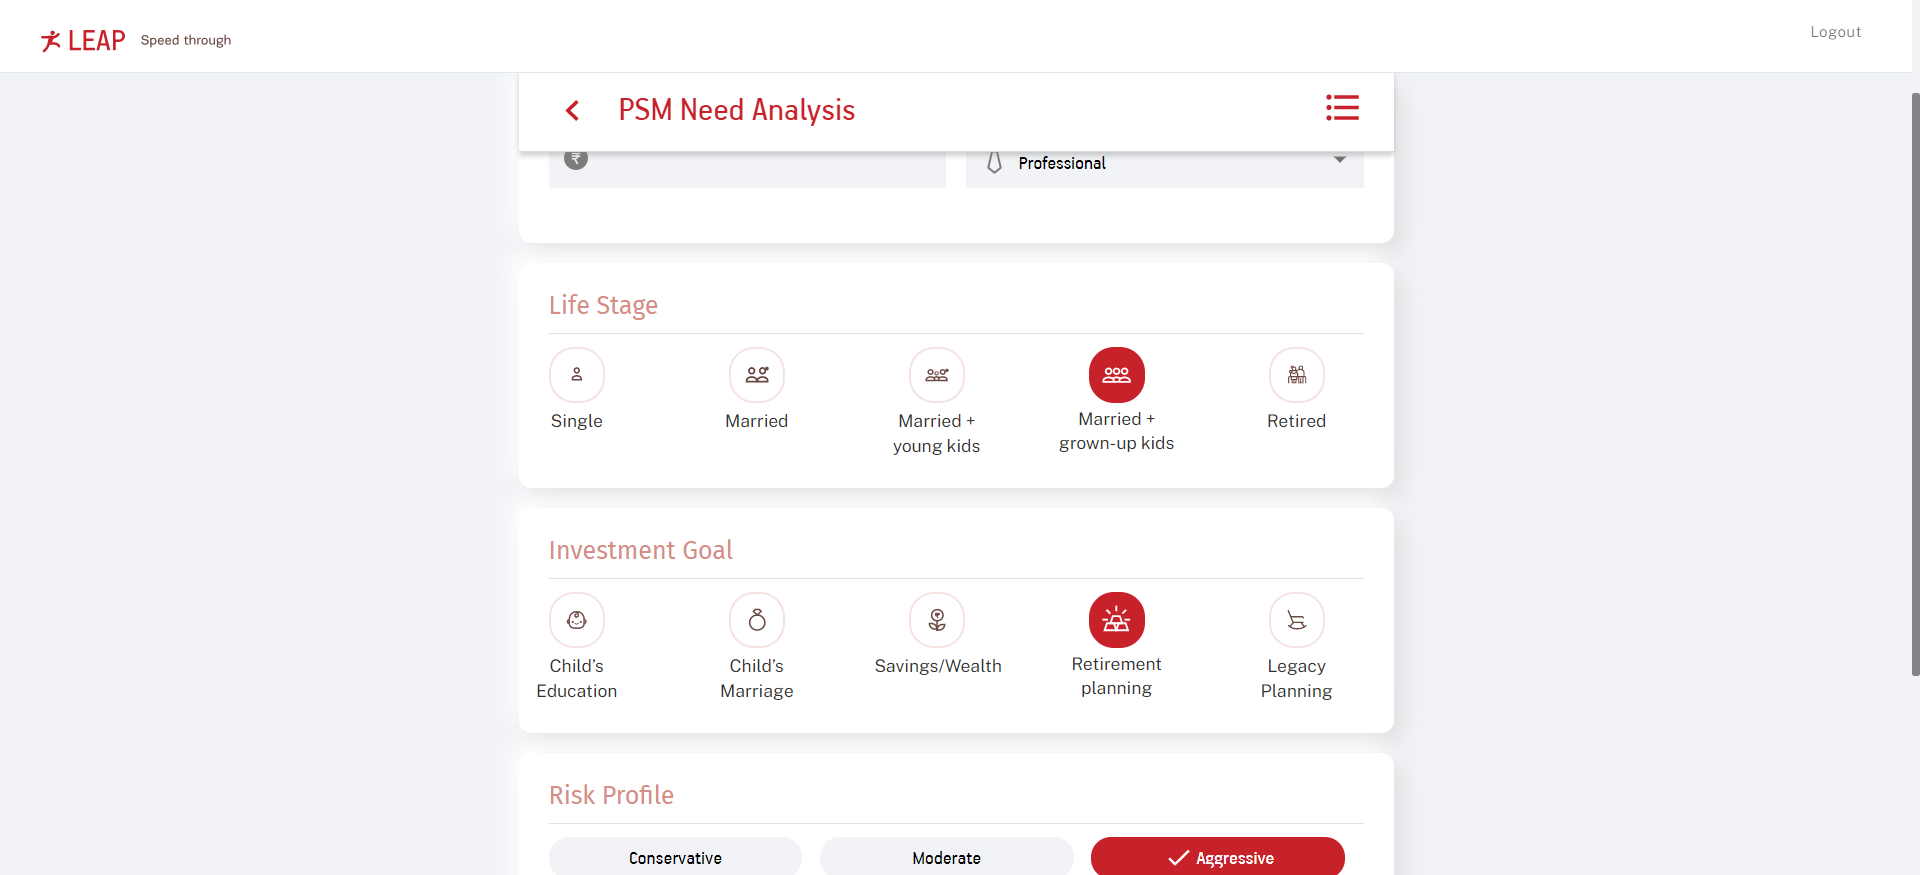 LEAP Speed through
Logout
PSM Need Analysis
₹
Professional
Life Stage
Single
Married
Married +
young kids
Married +
grown-up kids
Retired
Investment Goal
Child’s
Education
Child’s
Marriage
Savings/Wealth
Retirement
planning
Legacy
Planning
Risk Profile
Conservative
Moderate
Aggressive